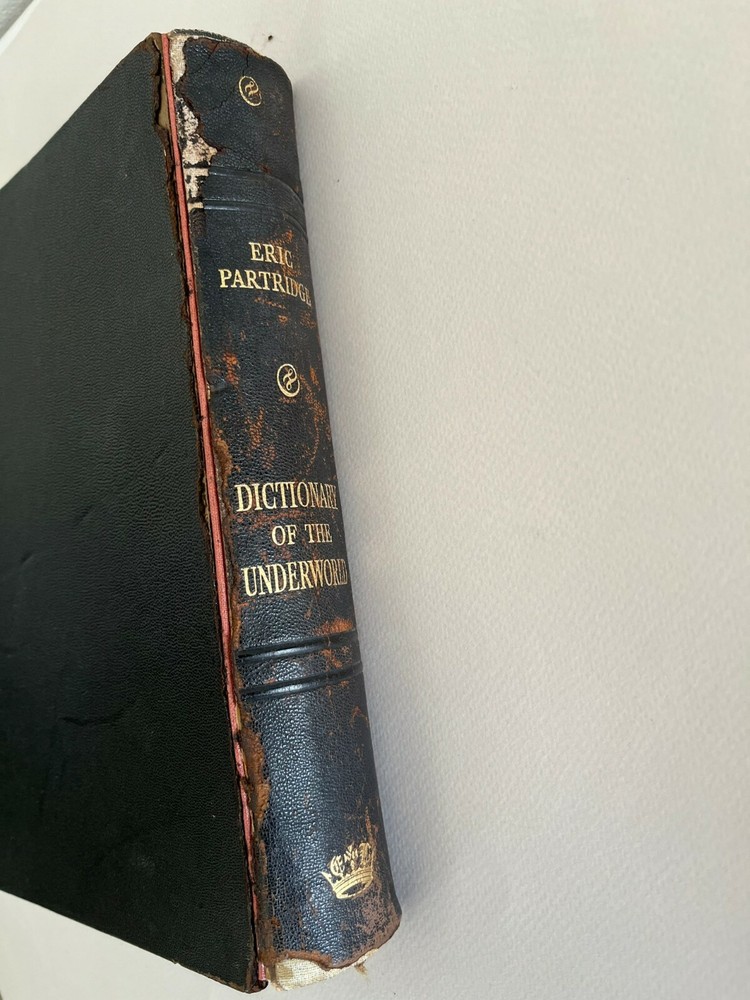 ERIC
PARTRIDGE
DICTIONARY
OF THE
UNDERWORLD